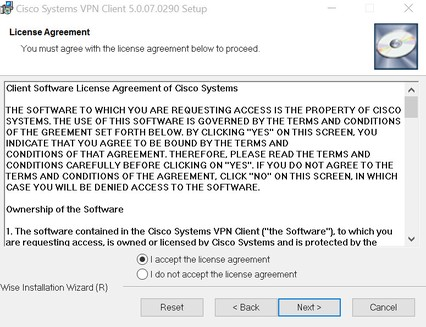 Cisco Systems VPN Client 5.0.07.0290 Setup
License Agreement
You must agree with the license agreement below to proceed.
Client Software License Agreement of Cisco Systems
THE SOFTWARE TO WHICH YOU ARE REQUESTING ACCESS IS THE PROPERTY OF CISCO
SYSTEMS. THE USE OF THIS SOFTWARE IS GOVERNED BY THE TERMS AND CONDITIONS
OF THE GREEMENT SET FORTH BELOW. BY CLICKING "YES" ON THIS SCREEN, YOU
INDICATE THAT YOU AGREE TO BE BOUND BY THE TERMS AND
CONDITIONS OF THAT AGREEMENT. THEREFORE, PLEASE READ THE TERMS AND
CONDITIONS CAREFULLY BEFORE CLICKING ON "YES". IF YOU DO NOT AGREE TO THE
TERMS AND CONDITIONS OF THE AGREEMENT, CLICK "NO" ON THIS SCREEN, IN WHICH
CASE YOU WILL BE DENIED ACCESS TO THE SOFTWARE.
Ownership of the Software
1. The software contained in the Cisco Systems VPN Client ("the Software"), to which you
are requesting access, is owned or licensed by Cisco Systems and is protected by the
I accept the license agreement
I do not accept the license agreement
Wise Installation Wizard (R)
Reset
< Back
Next >
Cancel